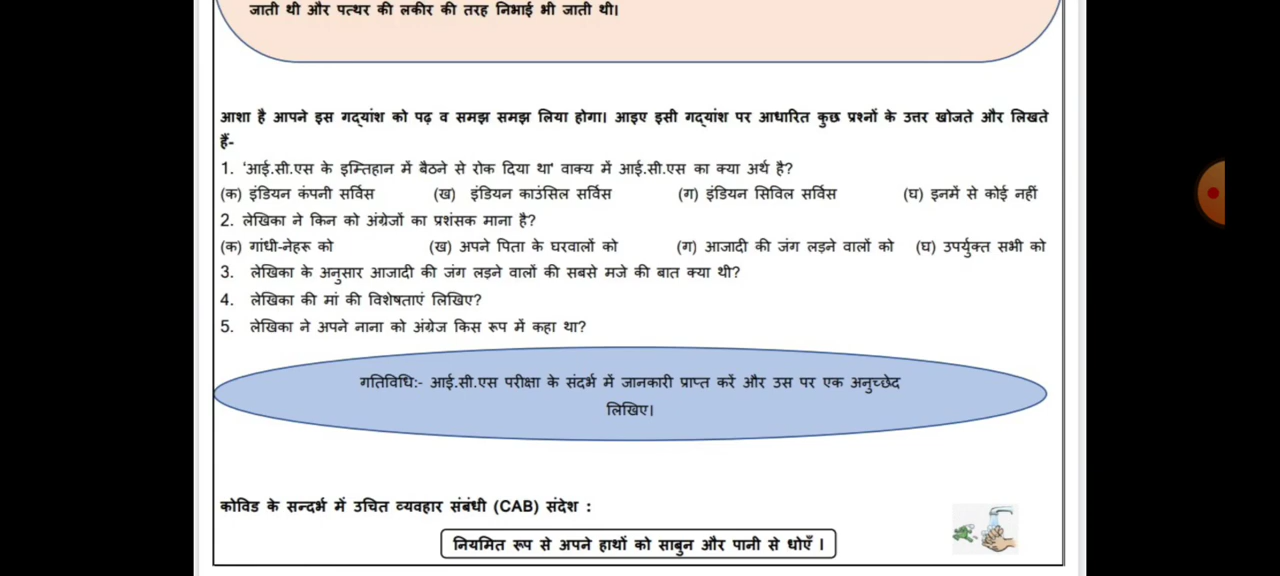 जाती थी और पत्थर की लकीर की तरह निभाई भी जाती थी।
आशा है आपने इस गद्यांश को पढ़ व समझ समझ लिया होगा। आइए इसी गद्यांश पर आधारित कुछ प्रश्नों के उत्तर खोजते और लिखते
हैं-
1. 'आई.सी.एस के इम्तिहान में बैठने से रोक दिया था' वाक्य में आई.सी.एस का क्या अर्थ है?
(क) इंडियन कंपनी सर्विस (ख) इंडियन काउंसिल सर्विस (ग) इंडियन सिविल सर्विस (घ) इनमें से कोई नहीं
2. लेखिका ने किन को अंग्रेजों का प्रशंसक माना है?
(क) गांधी-नेहरू को (ख) अपने पिता के घरवालों को (ग) आजादी की जंग लड़ने वालों को (घ) उपर्युक्त सभी को
3. लेखिका के अनुसार आजादी की जंग लड़ने वालों की सबसे मजे की बात क्या थी?
4. लेखिका की मां की विशेषताएं लिखिए?
5. लेखिका ने अपने नाना को अंग्रेज किस रूप में कहा था?
गतिविधि:- आई.सी.एस परीक्षा के संदर्भ में जानकारी प्राप्त करें और उस पर एक अनुच्छेद
लिखिए।
कोविड के सन्दर्भ में उचित व्यवहार संबंधी (CAB) संदेश :
नियमित रूप से अपने हाथों को साबुन और पानी से धोएँ ।